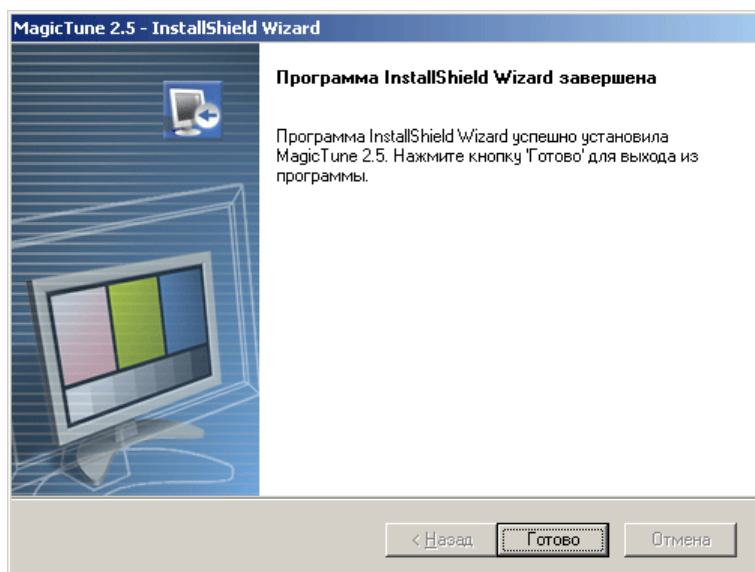 MagicTune 2.5 - InstallShield Wizard
Программа InstallShield Wizard завершена
Программа InstallShield Wizard успешно установила
MagicTune 2.5. Нажмите кнопку 'Готово' для выхода из
программы.
< Назад
Готово
Отмена